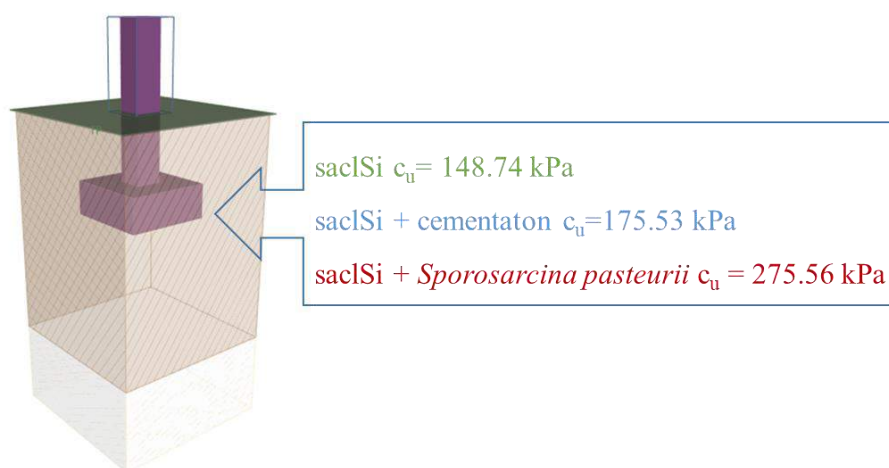 saclSi cᵤ= 148.74 kPa
saclSi + cementaton cᵤ=175.53 kPa
saclSi + Sporosarcina pasteurii cᵤ = 275.56 kPa